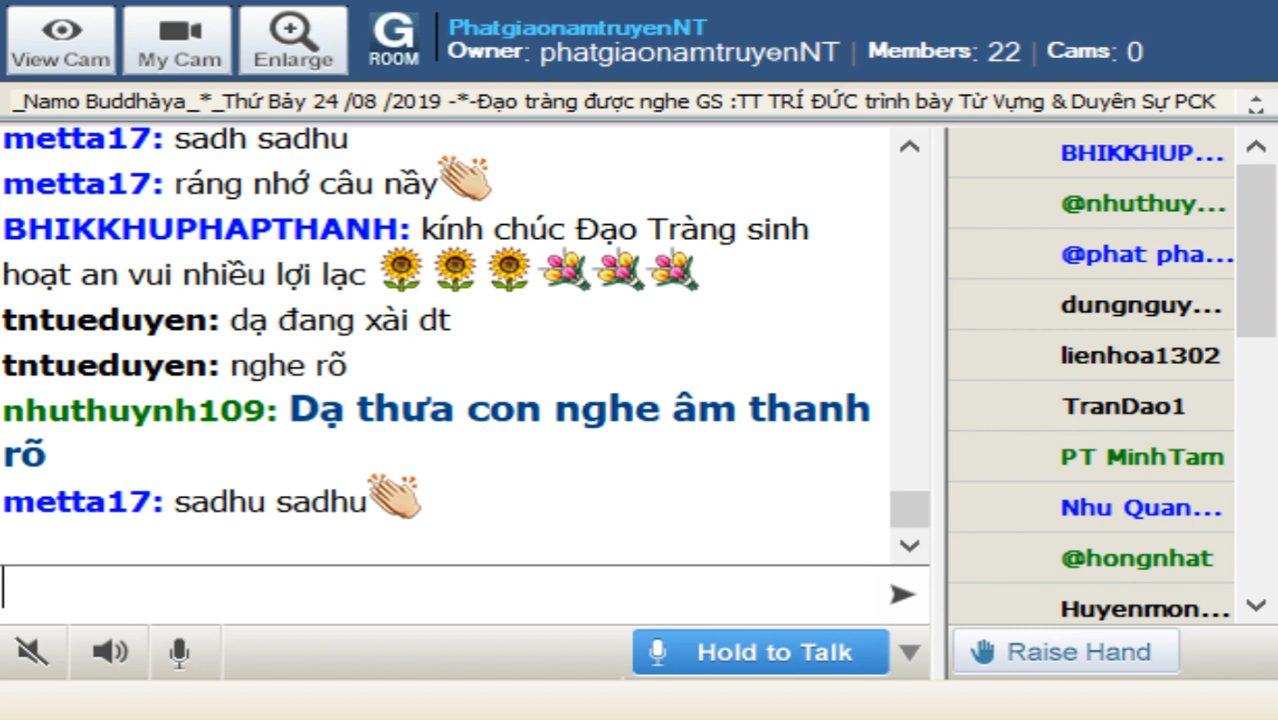 View Cam
My Cam
Enlarge
G
ROOM
PhatgiaonamtruyenNT
Owner: phatgiaonamtruyenNT | Members: 22 | Cams: 0
_Namo Buddhàya_*_Thứ Bảy 24 /08 /2019 -*-Đạo tràng được nghe GS :TT TRÍ ĐỨC trình bày Từ Vựng & Duyên Sự PCK
metta17: sadh sadhu
metta17: ráng nhớ câu nầy
BHIKKHUPHAPTHANH: kính chúc Đạo Tràng sinh
hoạt an vui nhiều lợi lạc
tntueduyen: dạ đang xài dt
tntueduyen: nghe rõ
nhuthuynh109: Dạ thưa con nghe âm thanh
rõ
metta17: sadhu sadhu
BHIKKHUP...
@nhuthuy...
@phat pha...
dungnguy...
lienhoa1302
TranDao1
PT MinhTam
Nhu Quan...
@hongnhat
Huyenmon...
Hold to Talk
Raise Hand